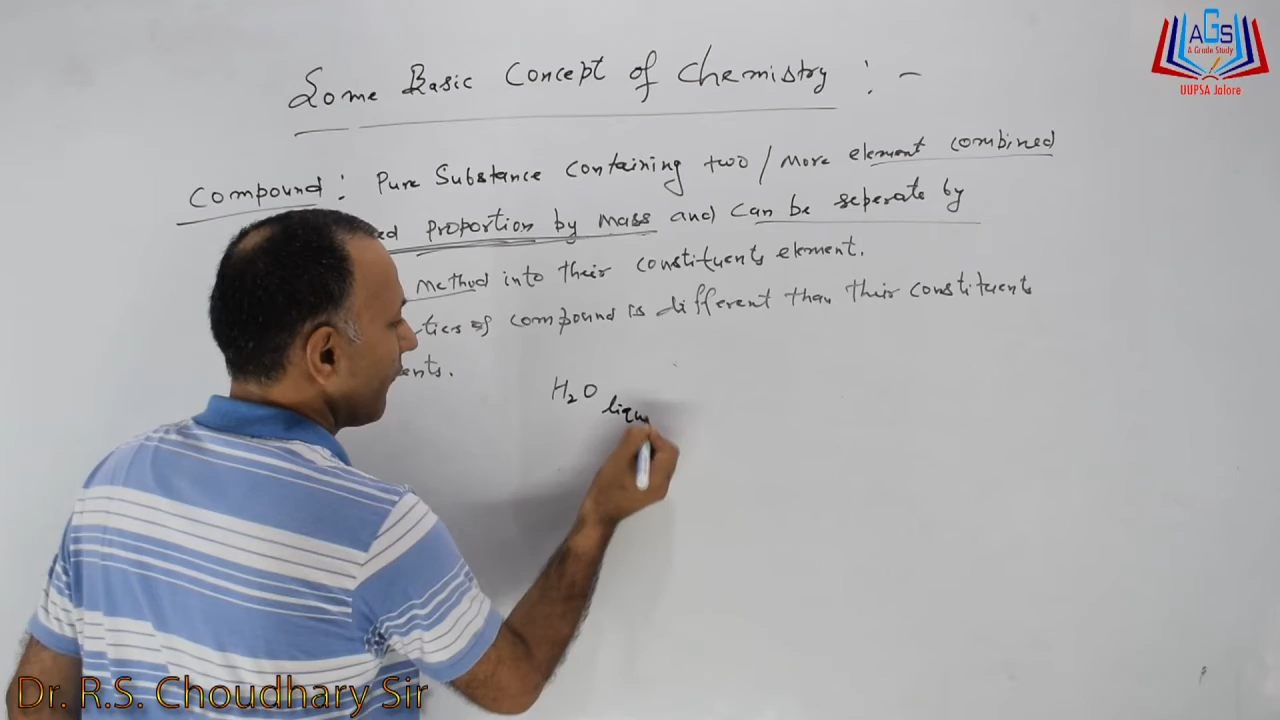 Some Basic Concept of Chemistry : -
AGS
A Grade Study
UUPSA Jalore
Compound : Pure Substance containing two / more element combined
ed proportion by mass and can be seperate by
method into their constituents element.
ties of compound is different than their constituents
ents.
H₂O liqu
Dr. R.S. Choudhary Sir